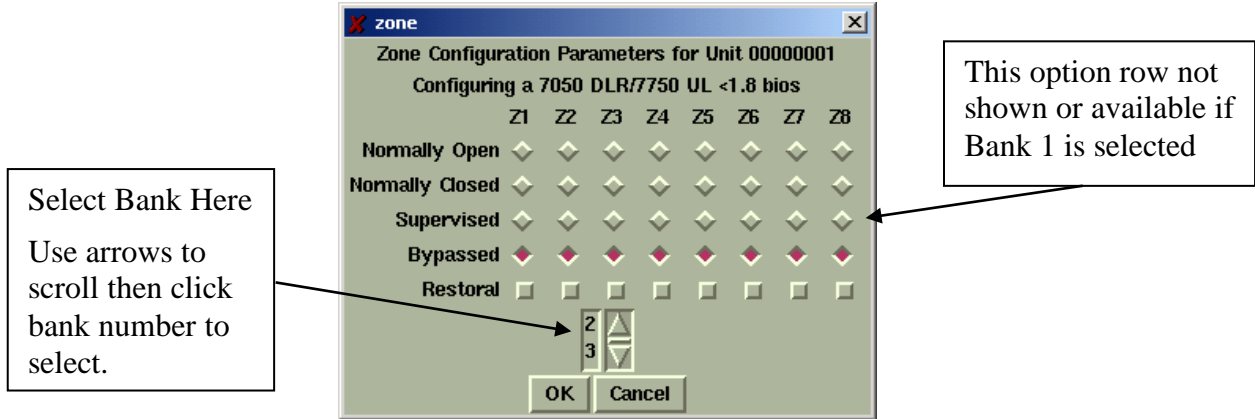 zone
Zone Configuration Parameters for Unit 00000001
Configuring a 7050 DLR/7750 UL <1.8 bios
Z1 Z2 Z3 Z4 Z5 Z6 Z7 Z8
Normally Open
Normally Closed
Supervised
Bypassed
Restoral
2
3
OK Cancel
Select Bank Here
Use arrows to
scroll then click
bank number to
select.
This option row not
shown or available if
Bank 1 is selected